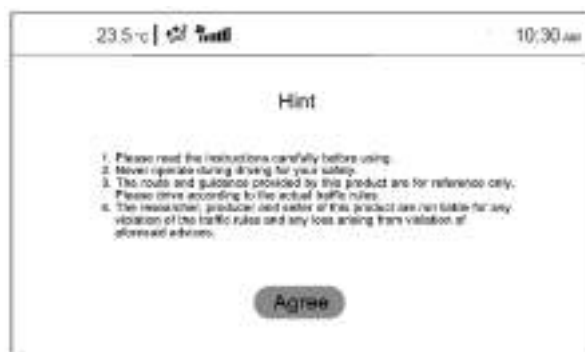 23.5 °C
10:30 AM
Hint
1. Please read the instructions carefully before using.
2. Never operate during driving for your safety.
3. The route and guidance provided by this product are for reference only.
Please drive according to the actual traffic rules.
4. The researcher, producer and seller of this product are not liable for any
violation of the traffic rules and any loss arising from violation of
aforesaid advices.
Agree